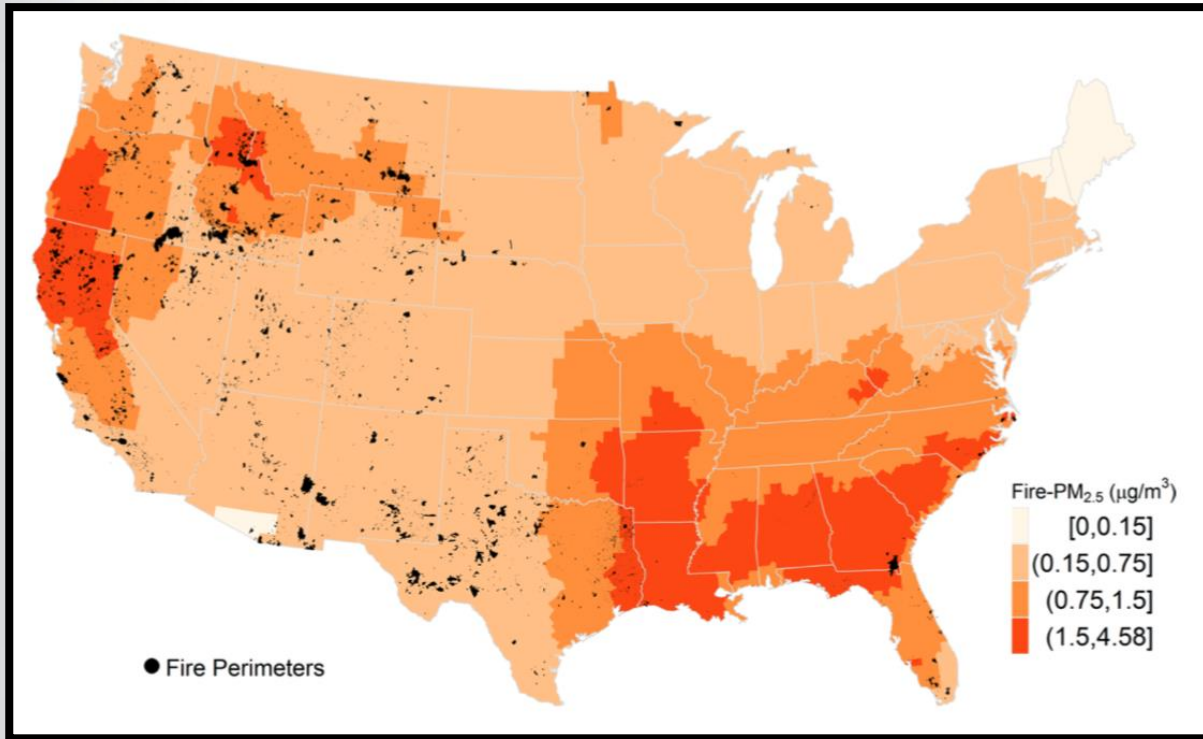 Fire-PM₂.₅ (μg/m³)
[0,0.15]
(0.15,0.75]
(0.75,1.5]
(1.5,4.58]
● Fire Perimeters